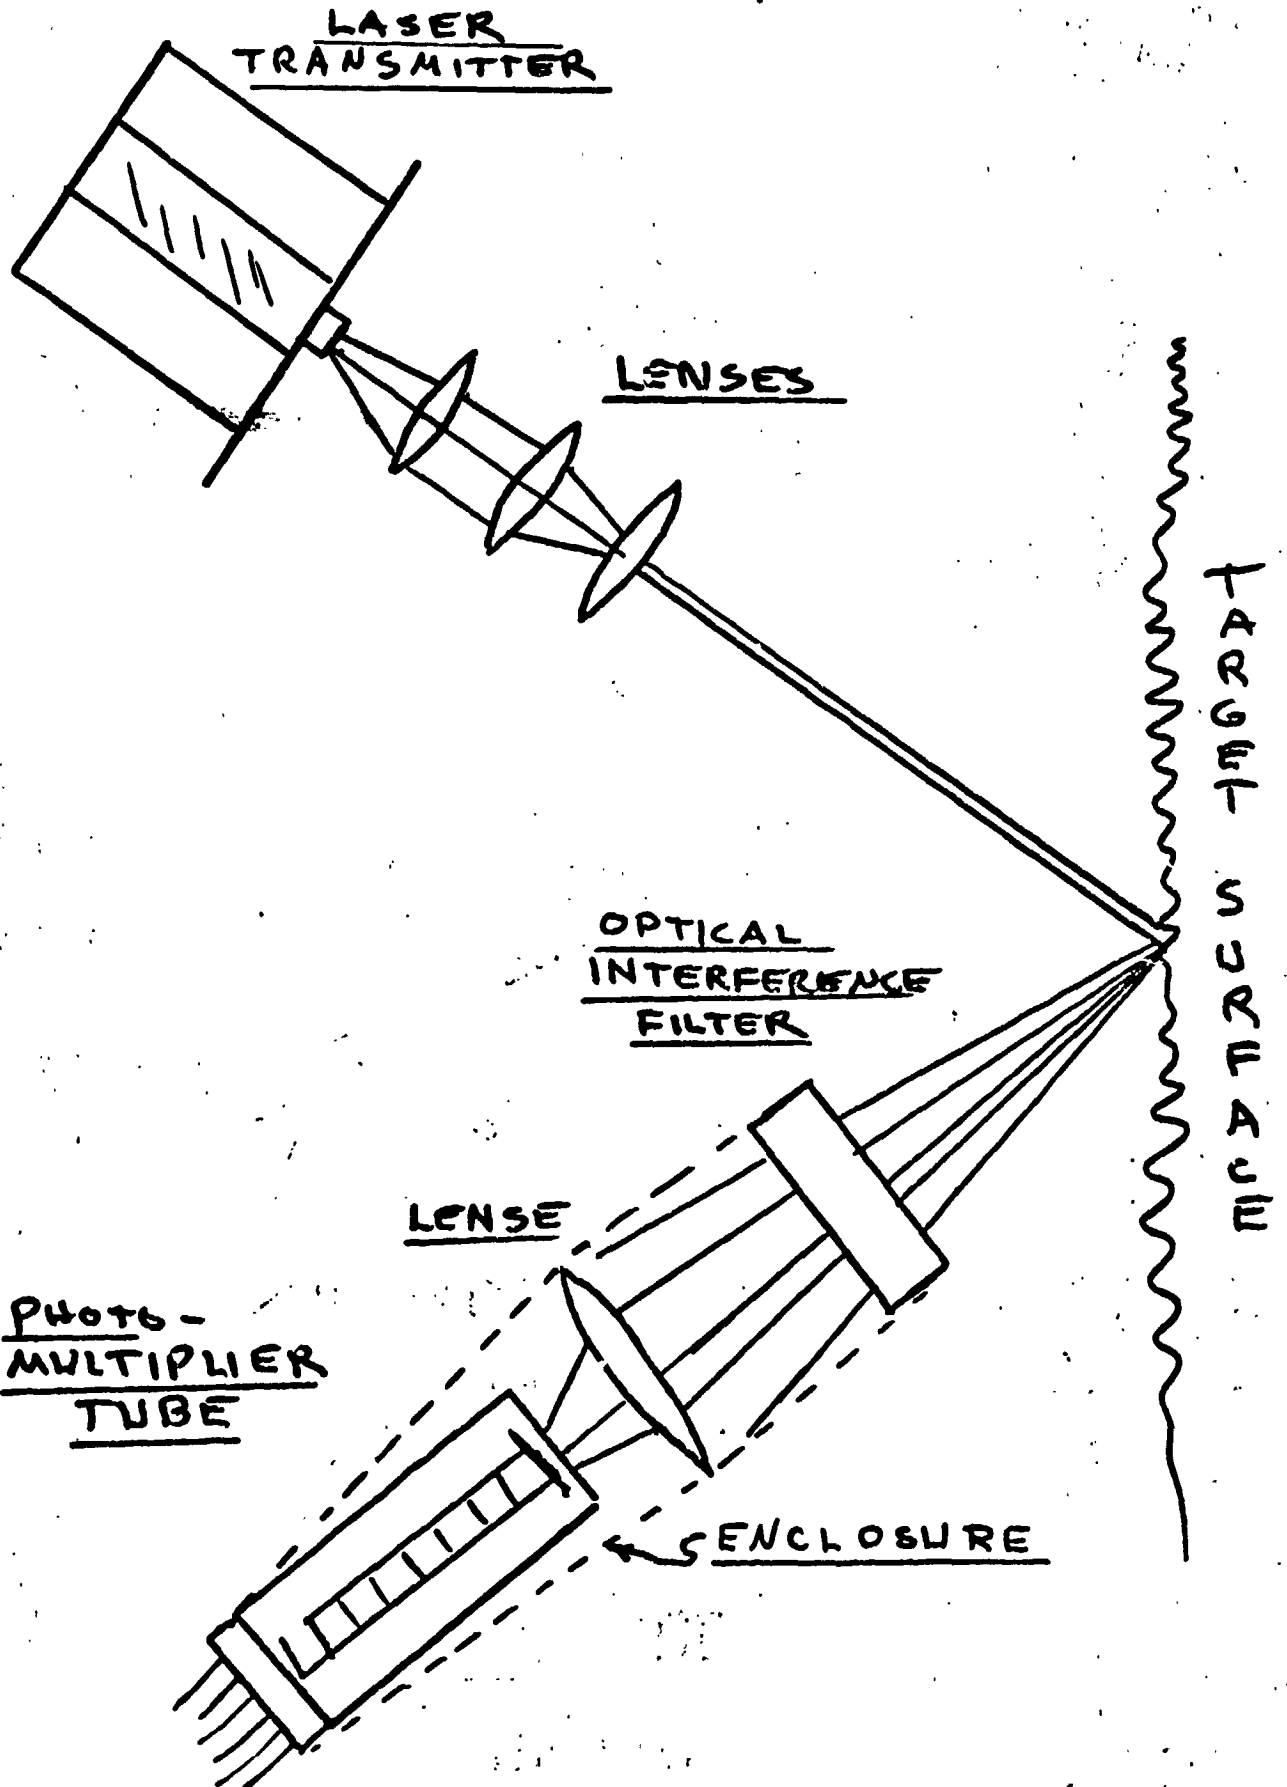 LASER
TRANSMITTER
LENSES
TARGET SURFACE
OPTICAL
INTERFERENCE
FILTER
LENSE
PHOTO-
MULTIPLIER
TUBE
ENCLOSURE